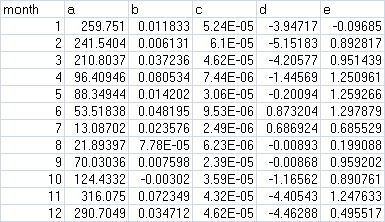 month a b c d e
1 259.751 0.011833 5.24E-05 -3.94717 -0.09685
2 241.5404 0.006131 6.1E-05 -5.15183 0.892817
3 210.8037 0.037236 4.62E-05 -4.20577 0.951439
4 96.40946 0.080534 7.44E-06 -1.44569 1.250961
5 88.34944 0.014202 3.06E-05 -0.20094 1.259266
6 53.51838 0.048195 9.53E-06 0.873204 1.297879
7 13.08702 0.023576 2.49E-06 0.686924 0.685529
8 21.89397 7.78E-05 6.23E-06 -0.00893 0.199088
9 70.03036 0.007598 2.39E-05 -0.00868 0.959202
10 124.4332 -0.00302 3.59E-05 -1.16562 0.890761
11 316.075 0.072349 4.32E-05 -4.40543 1.247633
12 290.7049 0.034712 4.62E-05 -4.46288 0.495517